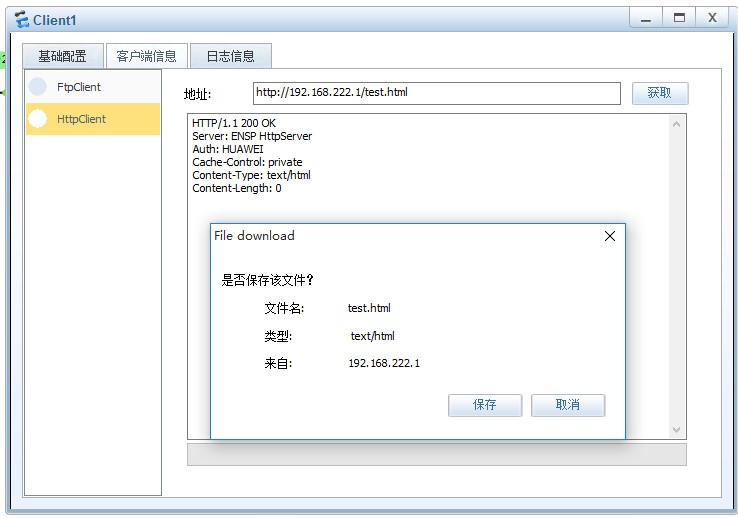 Client1
基础配置 客户端信息 日志信息
FtpClient
HttpClient
地址: http://192.168.222.1/test.html 获取
HTTP/1.1 200 OK
Server: ENSP HttpServer
Auth: HUAWEI
Cache-Control: private
Content-Type: text/html
Content-Length: 0
File download
是否保存该文件？
文件名: test.html
类型: text/html
来自: 192.168.222.1
保存 取消